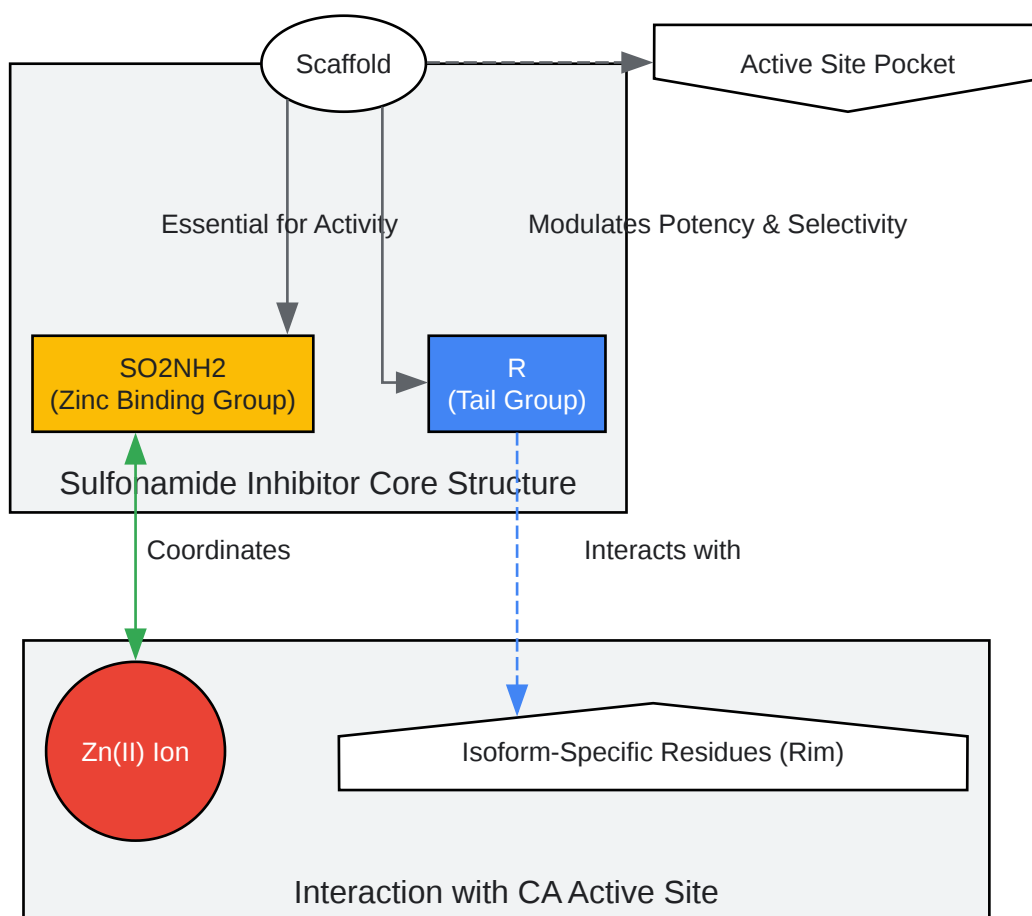 Scaffold
Active Site Pocket
Essential for Activity
Modulates Potency & Selectivity
SO2NH2
(Zinc Binding Group)
R
(Tail Group)
Sulfonamide Inhibitor Core Structure
Coordinates
Interacts with
Zn(II) Ion
Isoform-Specific Residues (Rim)
Interaction with CA Active Site